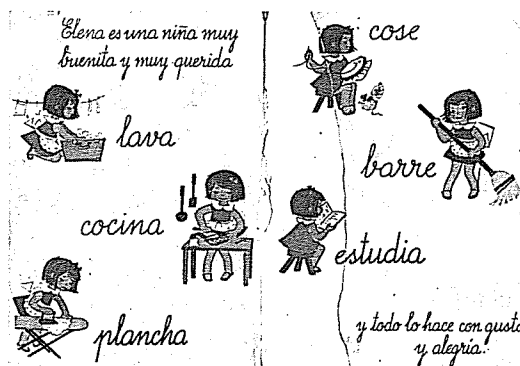 Elena es una niña muy
buenita y muy querida
lava
cocina
plancha
cose
barre
estudia
y todo lo hace con gusto
y alegría.